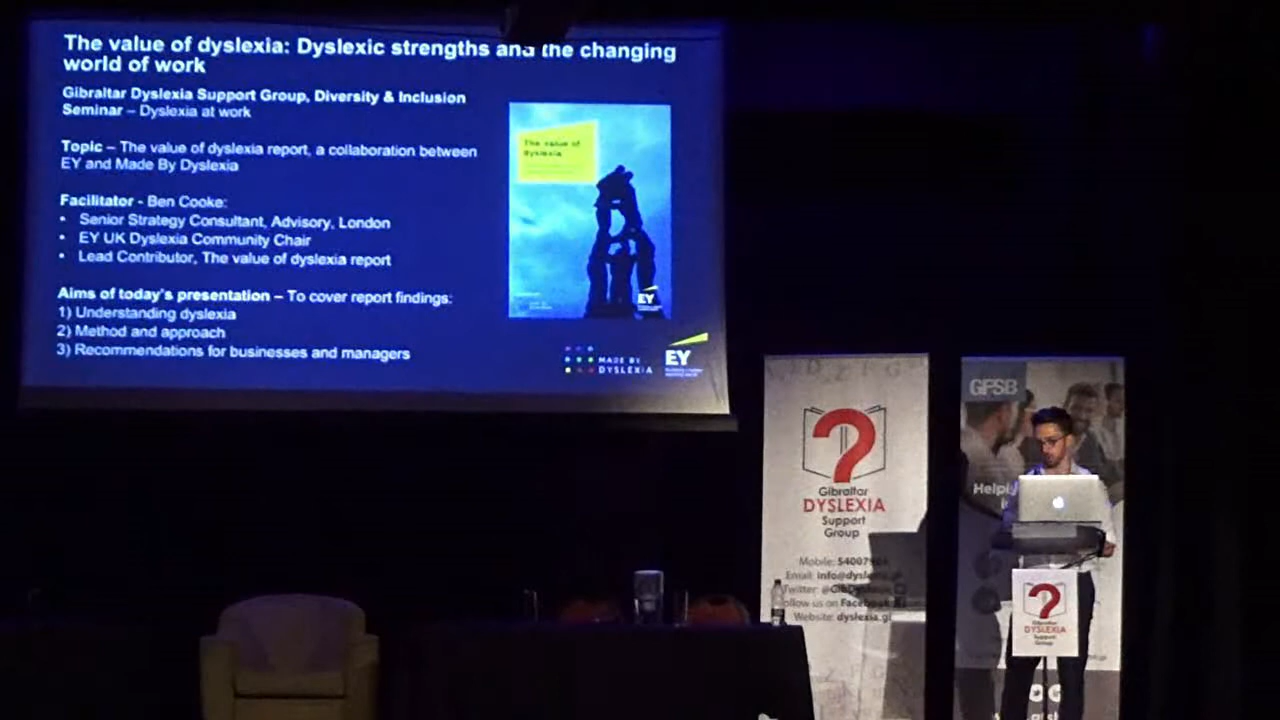 The value of dyslexia: Dyslexic strengths and the changing
world of work
Gibraltar Dyslexia Support Group, Diversity & Inclusion
Seminar – Dyslexia at work
Topic – The value of dyslexia report, a collaboration between
EY and Made By Dyslexia
Facilitator - Ben Cooke:
• Senior Strategy Consultant, Advisory, London
• EY UK Dyslexia Community Chair
• Lead Contributor, The value of dyslexia report
Aims of today's presentation – To cover report findings:
1) Understanding dyslexia
2) Method and approach
3) Recommendations for businesses and managers
The value of
dyslexia
EY
MADE BY
DYSLEXIA
EY
Gibraltar
DYSLEXIA
Support
Group
Mobile:
Email:
Twitter:
Follow us on Facebook
Website: dyslexia.gi
GFSB
Gibraltar
DYSLEXIA
Support
Group